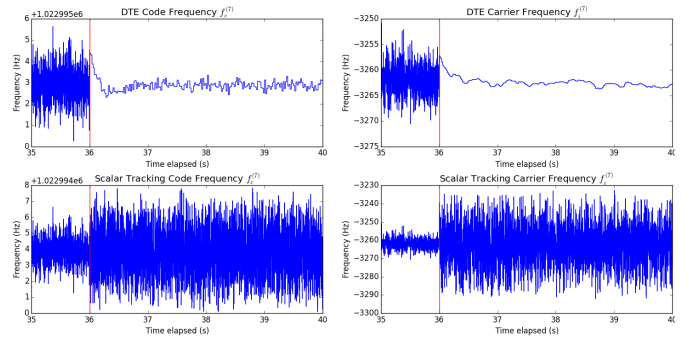 DTE Code Frequency f_c^(7)
+1.022995e6
6
5
4
3
2
1
0
Frequency (Hz)
35 36 37 38 39 40
Time elapsed (s)
DTE Carrier Frequency f_i^(7)
−3250
−3255
−3260
−3265
−3270
−3275
Frequency (Hz)
35 36 37 38 39 40
Time elapsed (s)
Scalar Tracking Code Frequency f_c^(7)
+1.022994e6
8
7
6
5
4
3
2
1
0
Frequency (Hz)
35 36 37 38 39 40
Time elapsed (s)
Scalar Tracking Carrier Frequency f_i^(7)
−3230
−3240
−3250
−3260
−3270
−3280
−3290
−3300
Frequency (Hz)
35 36 37 38 39 40
Time elapsed (s)